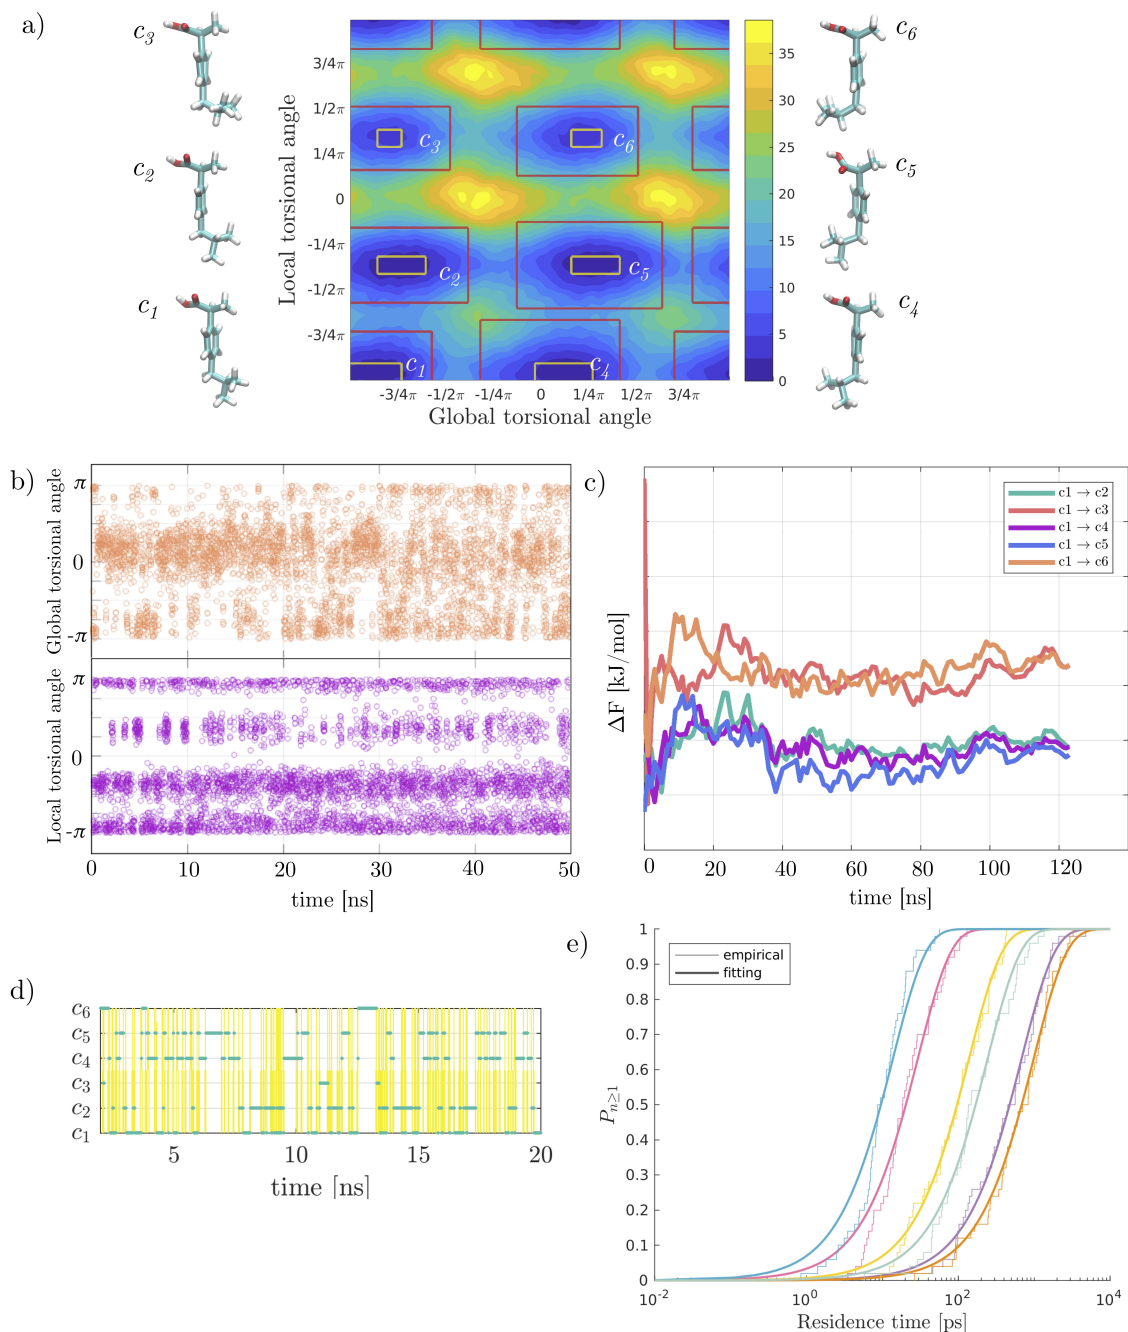 a)
c3
c2
c1
Local torsional angle
3/4π
1/2π
1/4π
0
-1/4π
-1/2π
-3/4π
c3
c6
c2
c5
c1
c4
-3/4π
-1/2π
-1/4π
0
1/4π
1/2π
3/4π
Global torsional angle
35
30
25
20
15
10
5
0
c6
c5
c4
b)
Global torsional angle
π
0
-π
Local torsional angle
π
0
-π
0
10
20
30
40
50
time [ns]
c)
ΔF [kJ/mol]
c1 → c2
c1 → c3
c1 → c4
c1 → c5
c1 → c6
0
20
40
60
80
100
120
time [ns]
d)
c6
c5
c4
c3
c2
c1
5
10
15
20
time [ns]
e)
Pn≥1
1
0.9
0.8
0.7
0.6
0.5
0.4
0.3
0.2
0.1
0
empirical
fitting
10-2
100
102
104
Residence time [ps]